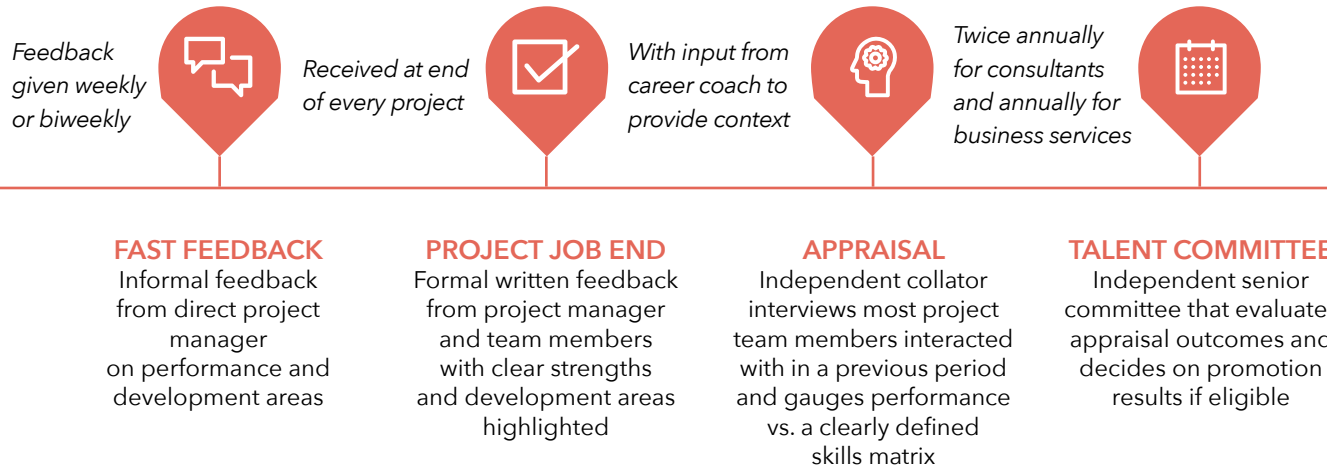 Feedback
given weekly
or biweekly
Received at end
of every project
With input from
career coach to
provide context
Twice annually
for consultants
and annually for
business services
FAST FEEDBACK
Informal feedback
from direct project
manager
on performance and
development areas
PROJECT JOB END
Formal written feedback
from project manager
and team members
with clear strengths
and development areas
highlighted
APPRAISAL
Independent collator
interviews most project
team members interacted
with in a previous period
and gauges performance
vs. a clearly defined
skills matrix
TALENT COMMITTEE
Independent senior
committee that evaluate
appraisal outcomes and
decides on promotion
results if eligible